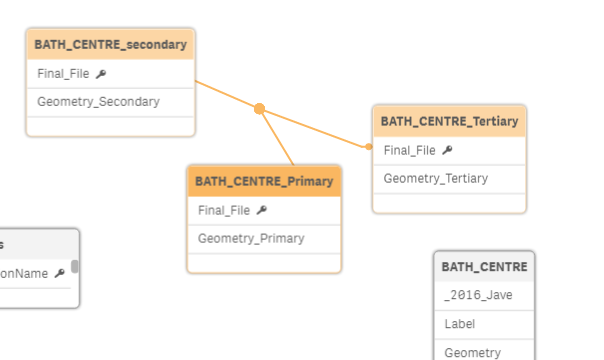 BATH_CENTRE_secondary
Final_File
Geometry_Secondary
BATH_CENTRE_Tertiary
Final_File
Geometry_Tertiary
BATH_CENTRE_Primary
Final_File
Geometry_Primary
s
onName
BATH_CENTRE
_2016_Jave
Label
Geometry